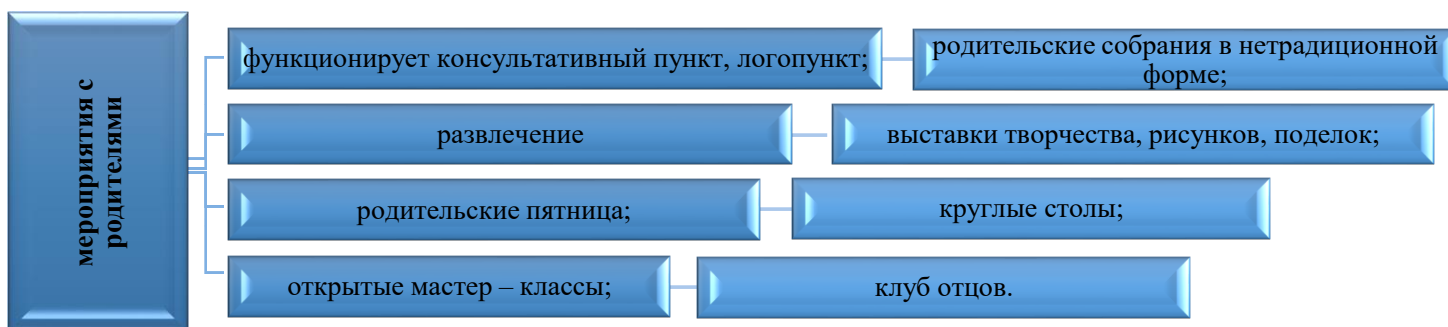 мероприятия с
родителями
функционирует консультативный пункт, логопункт;
родительские собрания в нетрадиционной
форме;
развлечение
выставки творчества, рисунков, поделок;
родительские пятница;
круглые столы;
открытые мастер – классы;
клуб отцов.